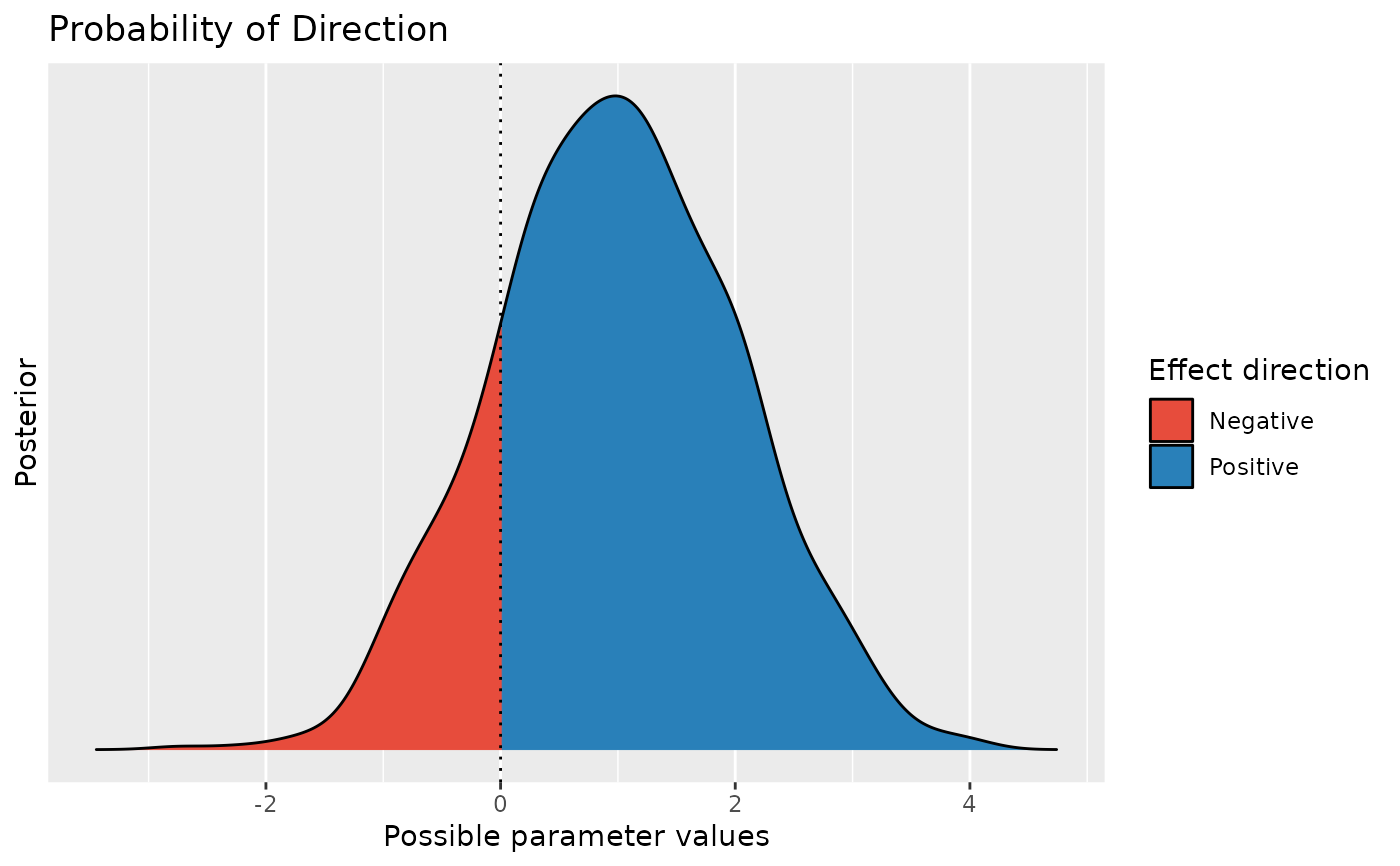 Probability of Direction
Posterior
Effect direction
Negative
Positive
-2 0 2 4
Possible parameter values